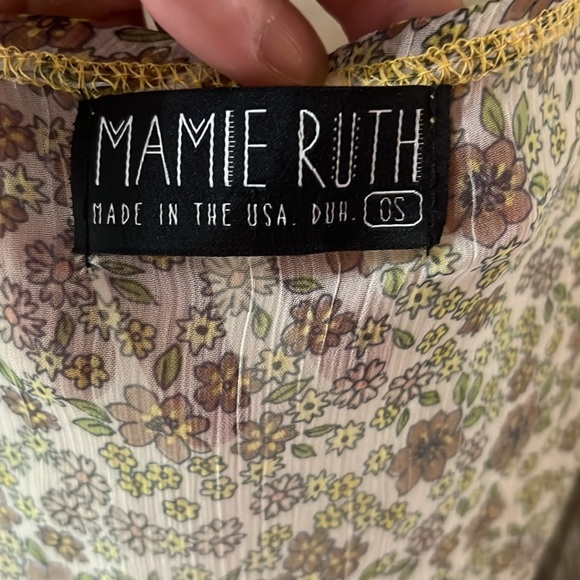 MAMIE RUTH
MADE IN THE USA. DUH. OS